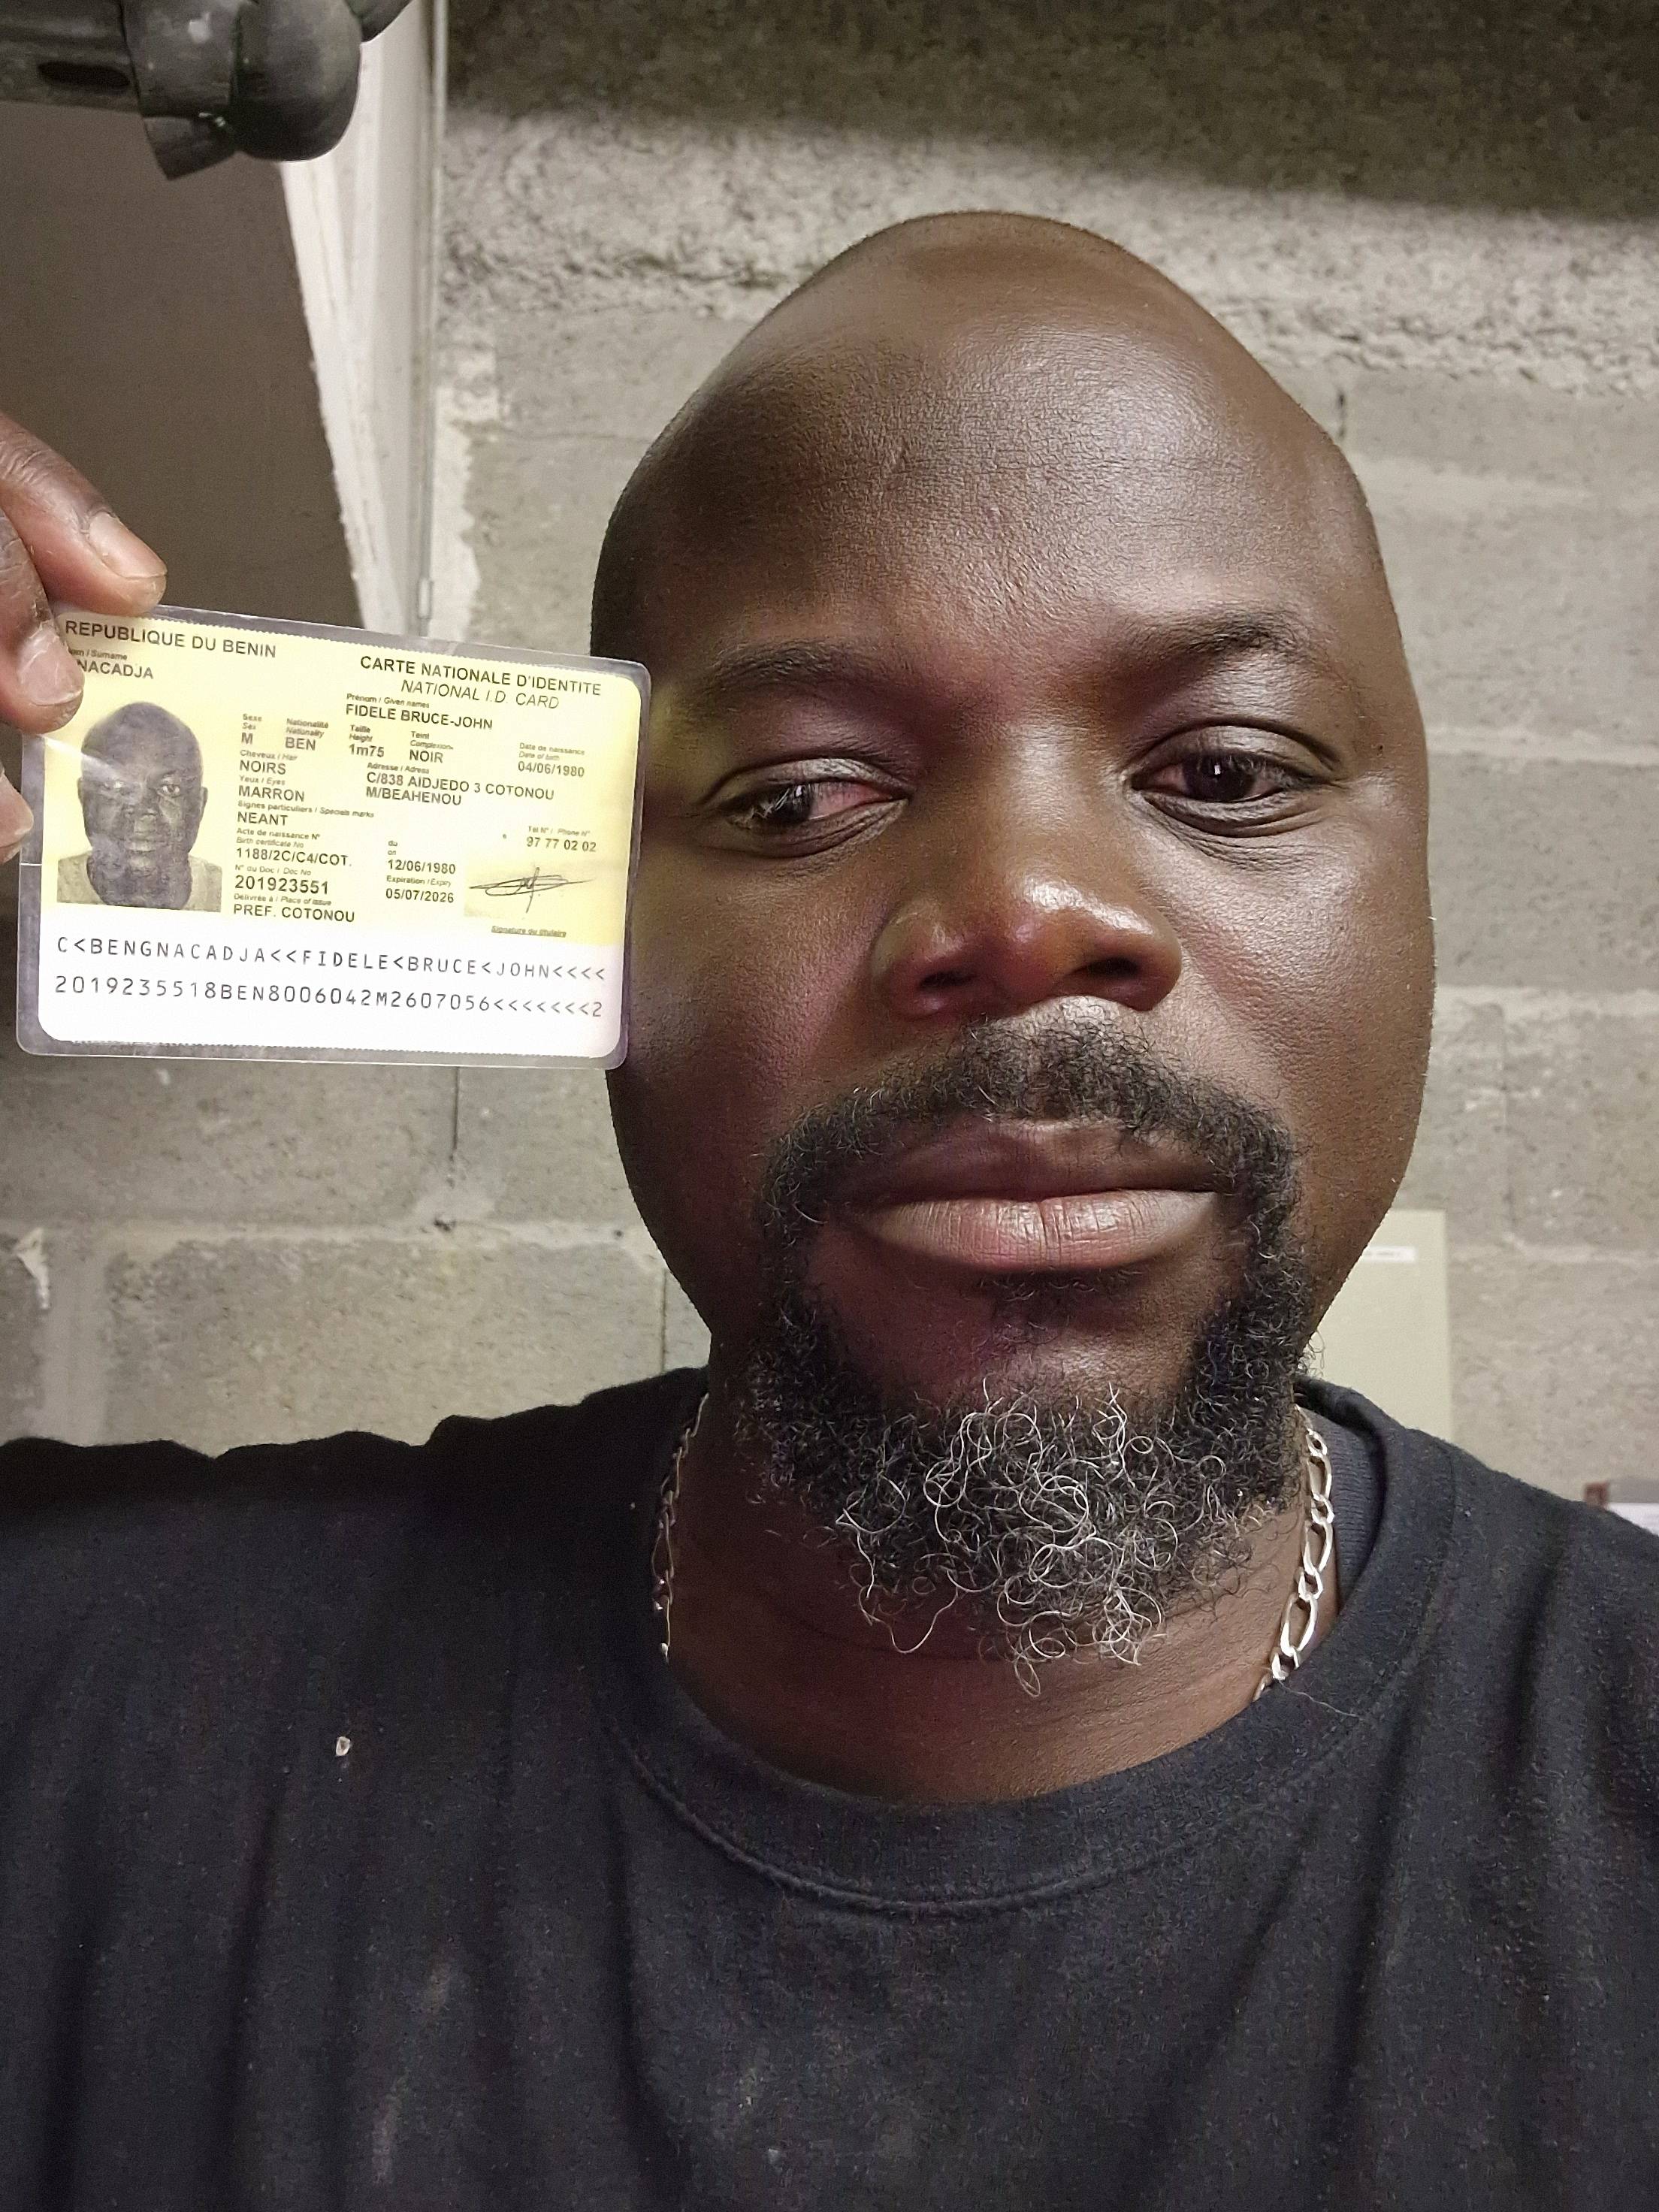 REPUBLIQUE DU BENIN
CARTE NATIONALE D'IDENTITE
NATIONAL I.D. CARD
Nom / Surname
NACADJA
Prénom / Given names
FIDELE BRUCE-JOHN
Sexe Nationalité Taille Teint Date de naissance
Sex Nationality Height Complexion Date of birth
M BEN 1m75 NOIR 04/06/1980
Cheveux / Hair Adresse / Adress
NOIRS C/838 AIDJEDO 3 COTONOU
Yeux / Eyes M/BEAHENOU
MARRON
Signes particuliers / Specials marks
NEANT
Acte de naissance N° du Tél N° / Phone N°
Birth certificate No on 97 77 02 02
1188/2C/C4/COT. 12/06/1980
N° du Doc / Doc No Expiration / Expiry
201923551 05/07/2026
Délivrée à / Place of issue
PREF. COTONOU
Signature du titulaire
C<BENGNACADJA<<FIDELE<BRUCE<JOHN<<<<
2019235518BEN8006042M2607056<<<<<<<2